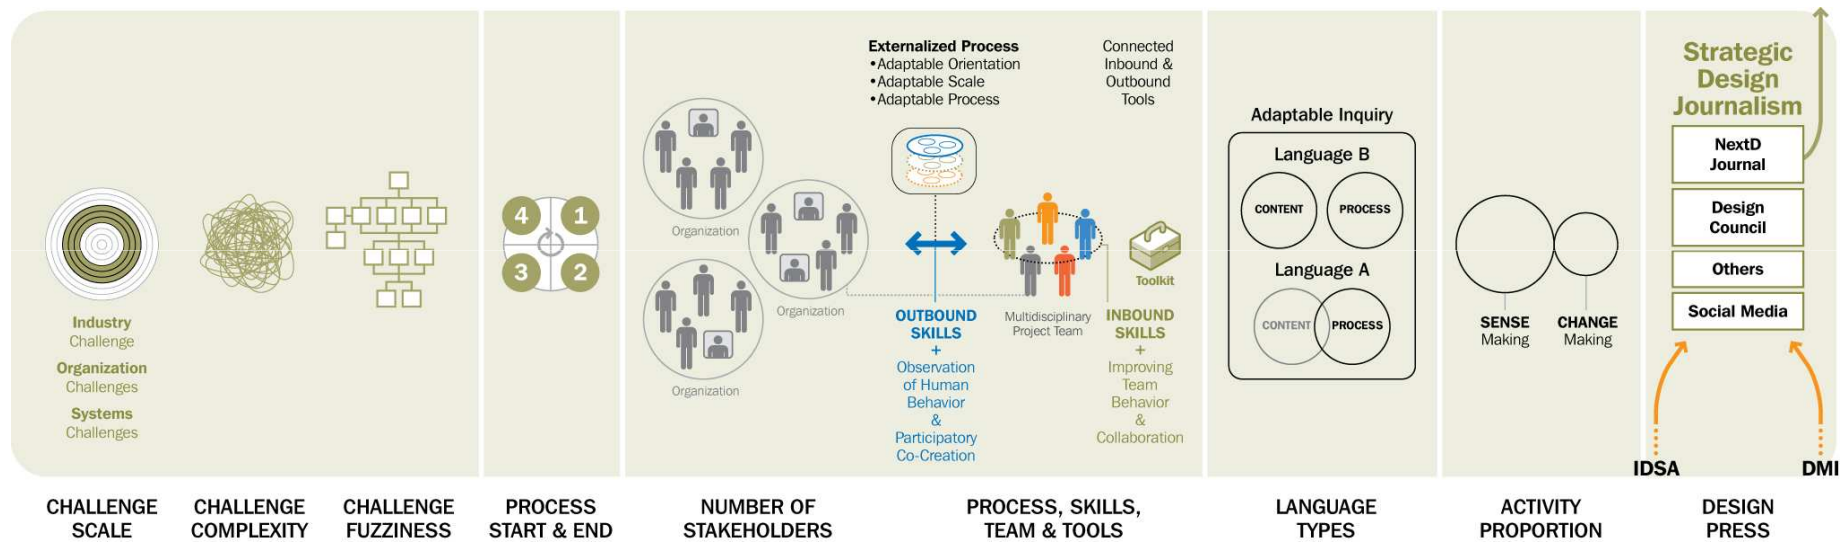 Industry
Challenge
Organization
Challenges
Systems
Challenges
CHALLENGE
SCALE
CHALLENGE
COMPLEXITY
CHALLENGE
FUZZINESS
4 1
3 2
PROCESS
START & END
Organization
Organization
Organization
NUMBER OF
STAKEHOLDERS
Externalized Process
•Adaptable Orientation
•Adaptable Scale
•Adaptable Process
Connected
Inbound &
Outbound
Tools
Toolkit
OUTBOUND
SKILLS
+
Observation
of Human
Behavior
&
Participatory
Co-Creation
Multidisciplinary
Project Team
INBOUND
SKILLS
+
Improving
Team
Behavior
&
Collaboration
PROCESS, SKILLS,
TEAM & TOOLS
Adaptable Inquiry
Language B
CONTENT PROCESS
Language A
CONTENT PROCESS
LANGUAGE
TYPES
SENSE
Making
CHANGE
Making
ACTIVITY
PROPORTION
Strategic
Design
Journalism
NextD
Journal
Design
Council
Others
Social Media
IDSA DMI
DESIGN
PRESS